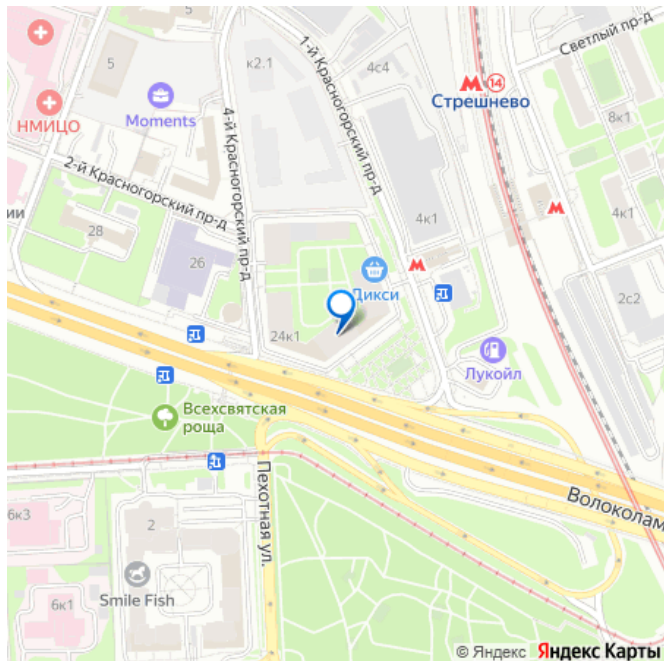 5
к2.1
1-й Красногорский пр-д
4с4
Светлый пр-д
5
14
Стрешнево
НМИЦО
Moments
4-й Красногорский пр-д
8к1
2-й Красногорский пр-д
4к1
4к1
ии
28
26
Дикси
2с2
24к1
Лукойл
Всехсвятская
роща
Пехотная ул.
Волоколам
6к3
2
Smile Fish
6к1
© Яндекс Яндекс Карты